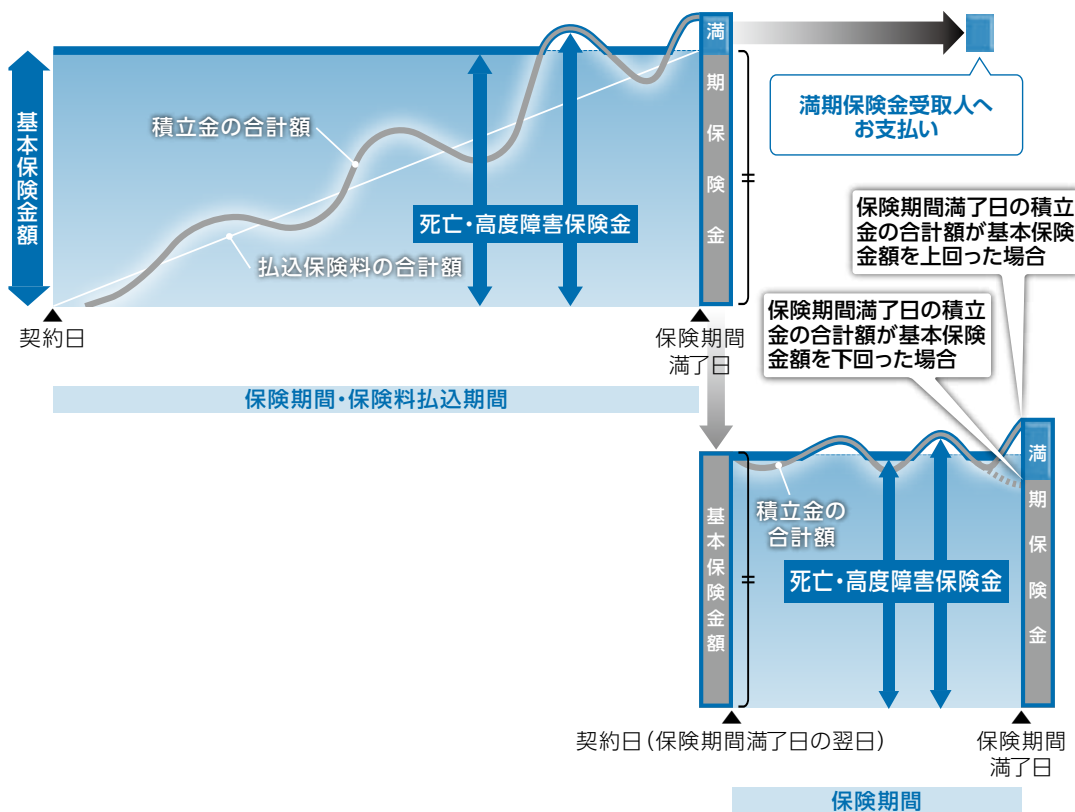 基本保険金額
積立金の合計額
払込保険料の合計額
死亡・高度障害保険金
満期保険金
満期保険金受取人へ
お支払い
契約日
保険期間
満了日
保険期間・保険料払込期間
保険期間満了日の積立
金の合計額が基本保険
金額を上回った場合
保険期間満了日の積立
金の合計額が基本保険
金額を下回った場合
基本保険金額
積立金の
合計額
死亡・高度障害保険金
満期保険金
契約日(保険期間満了日の翌日)
保険期間
満了日
保険期間